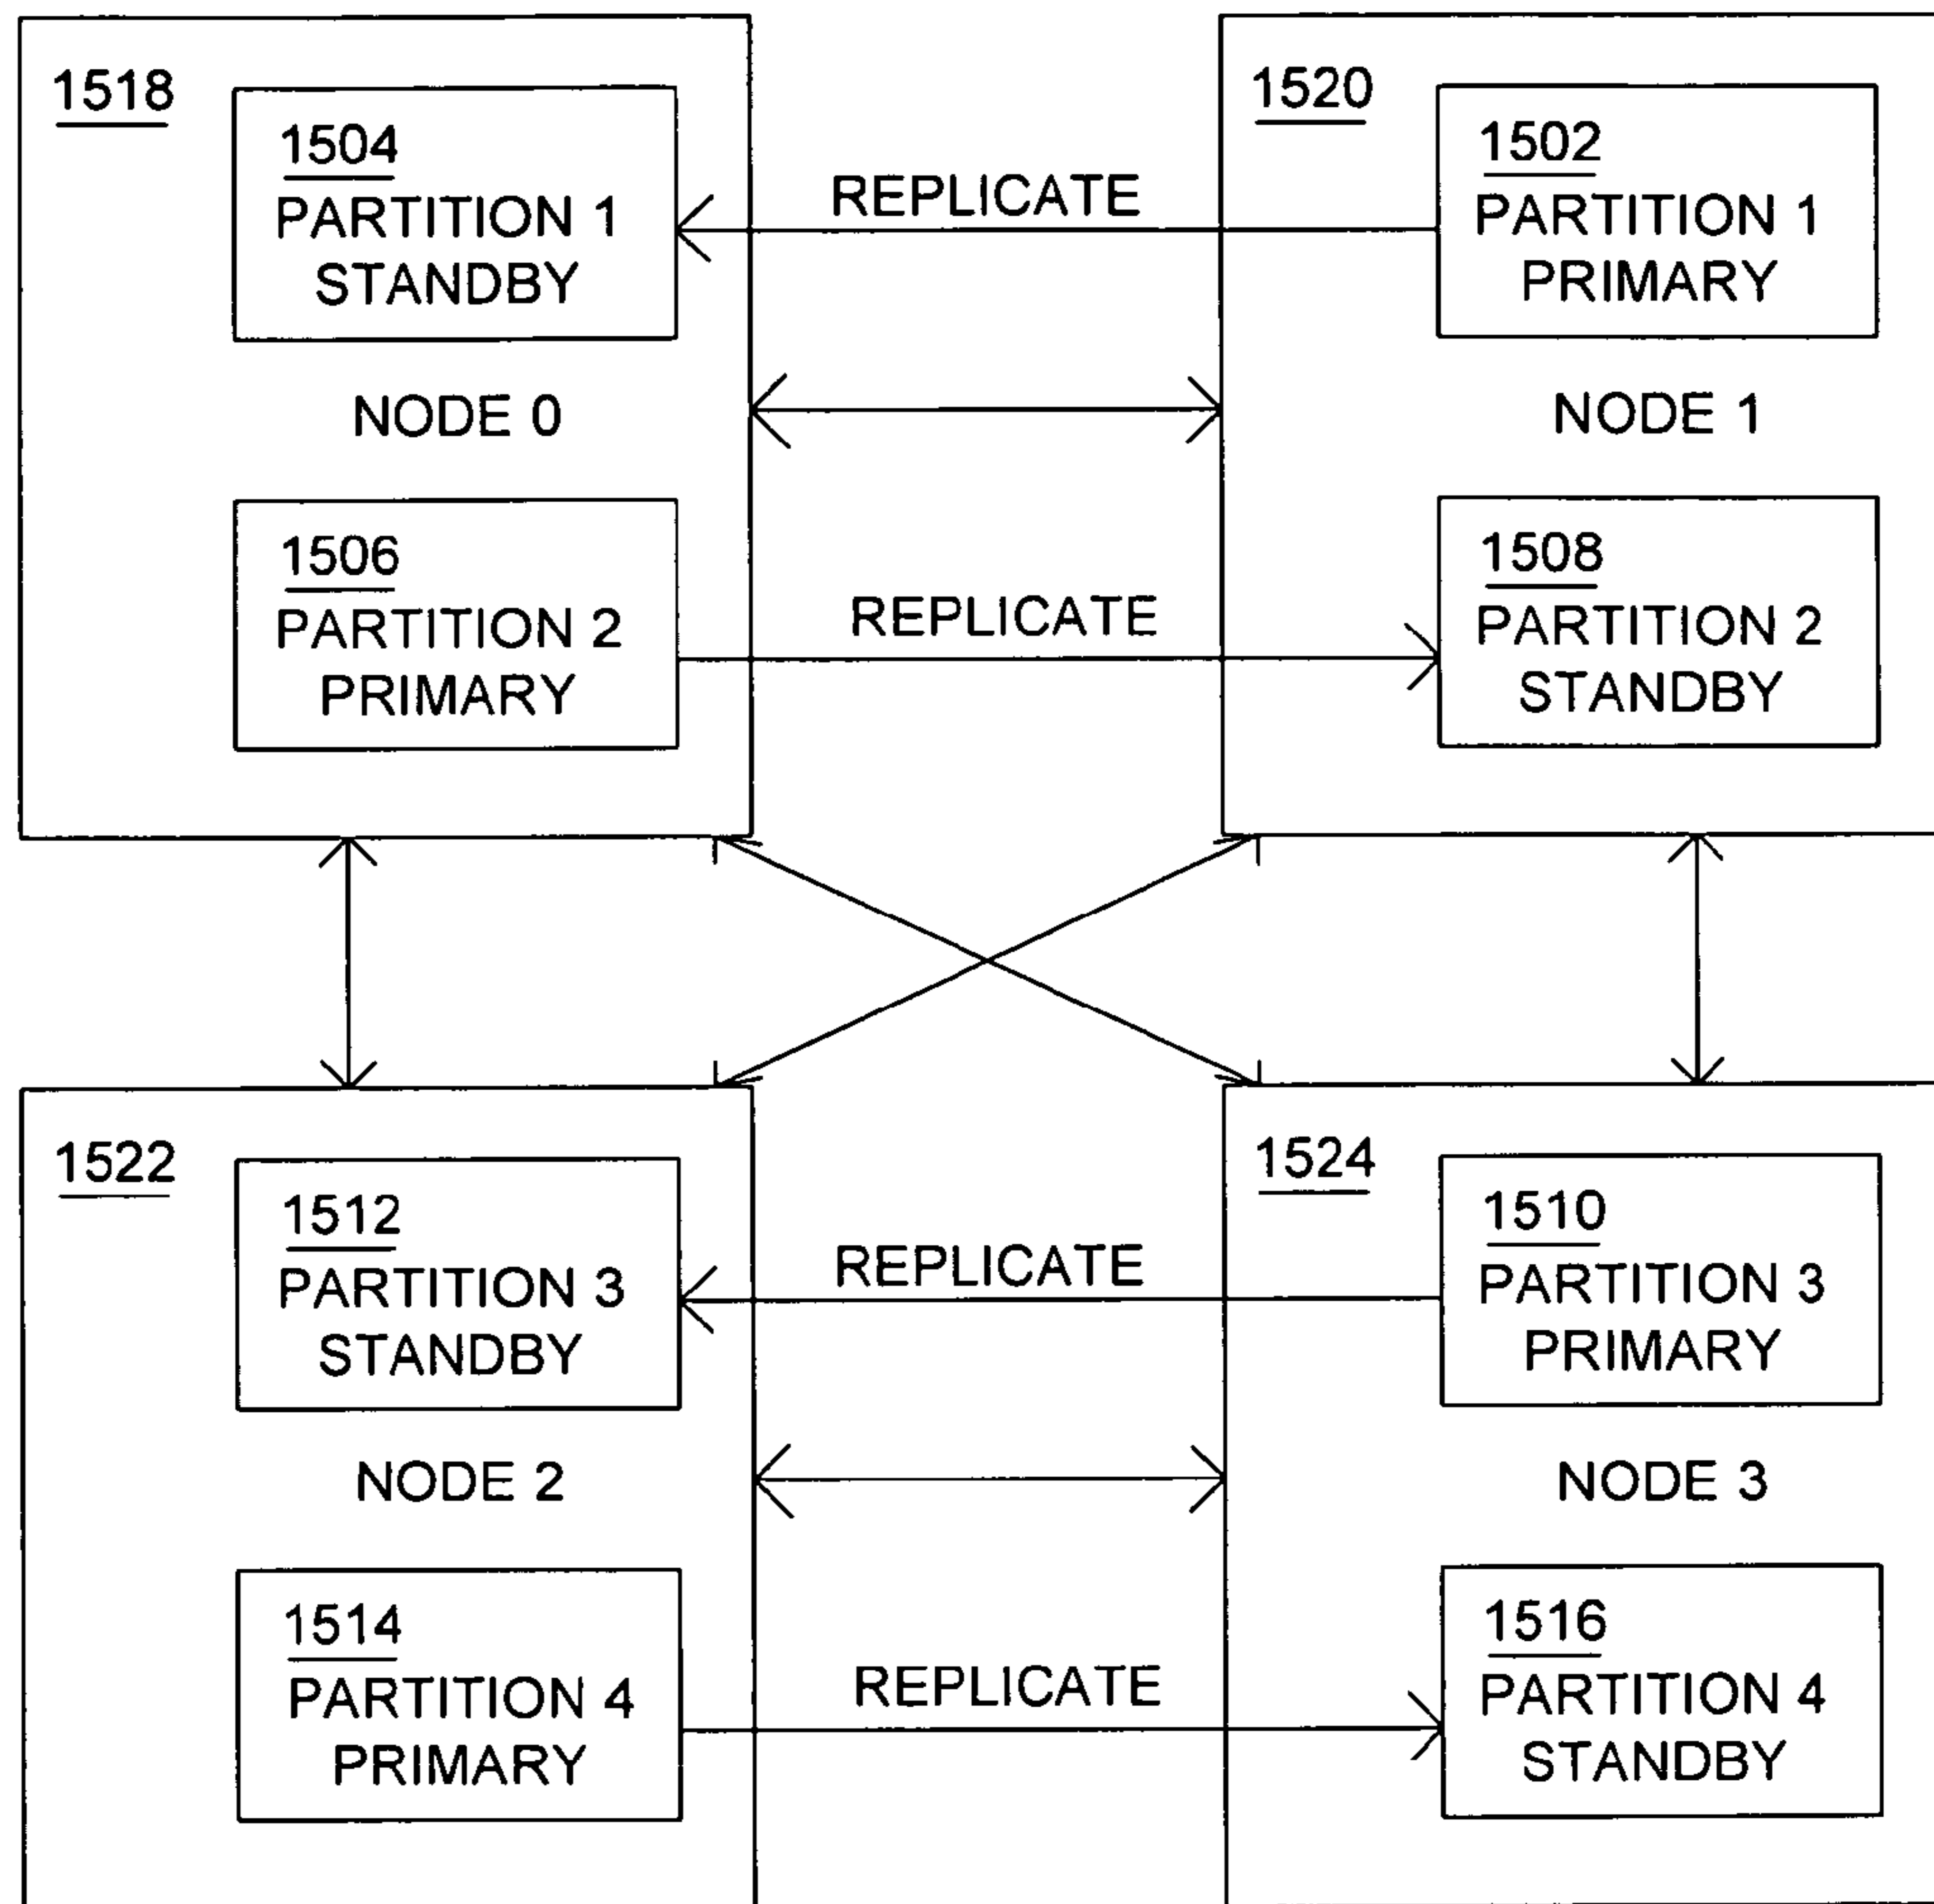 1518
1504
PARTITION 1
STANDBY
NODE 0
1506
PARTITION 2
PRIMARY
REPLICATE
REPLICATE
1520
1502
PARTITION 1
PRIMARY
NODE 1
1508
PARTITION 2
STANDBY
1522
1512
PARTITION 3
STANDBY
NODE 2
1514
PARTITION 4
PRIMARY
REPLICATE
REPLICATE
1524
1510
PARTITION 3
PRIMARY
NODE 3
1516
PARTITION 4
STANDBY